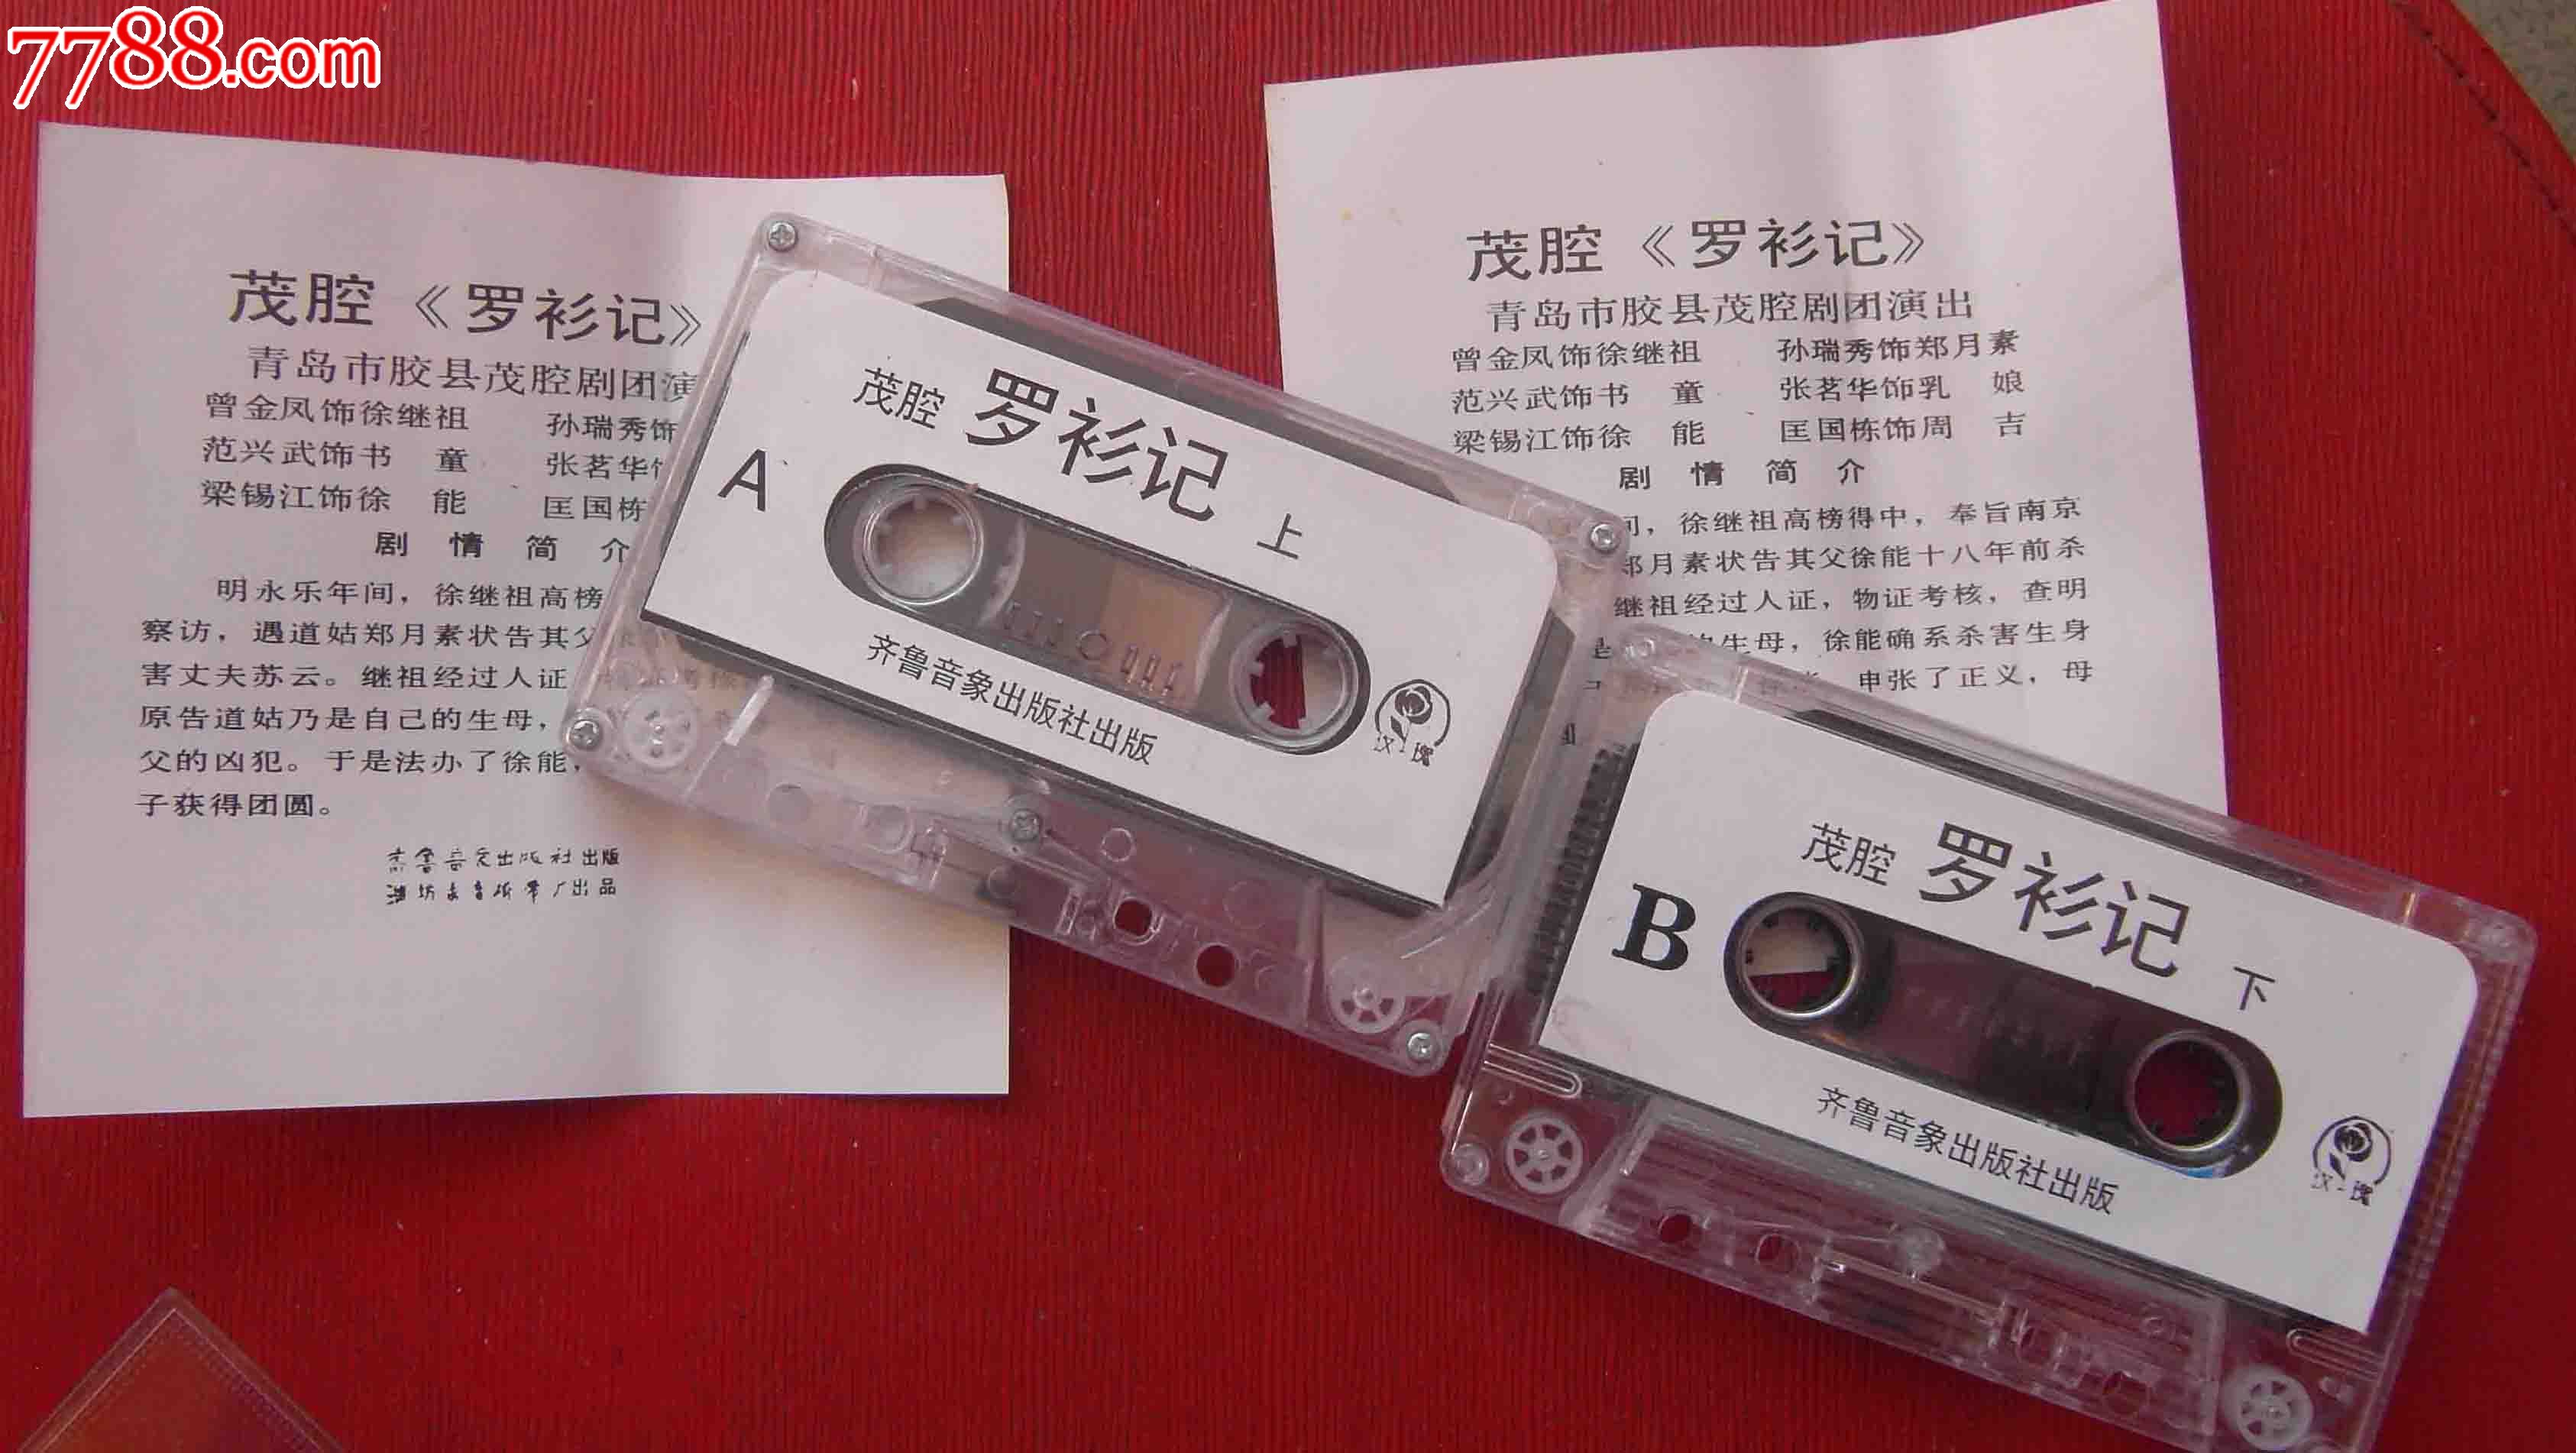 7788.com
茂腔《罗衫记》
青岛市胶县茂腔剧团演
曾金凤饰徐继祖 孙瑞秀饰
范兴武饰书 童 张茗华饰
梁锡江饰徐 能 匡国栋
剧 情 简 介
明永乐年间，徐继祖高榜
察访，遇道姑郑月素状告其父
害丈夫苏云。继祖经过人证
原告道姑乃是自己的生母，
父的凶犯。于是法办了徐能，
子获得团圆。
齐鲁音象出版社出版
厂出品
茂腔 罗衫记 上
A
齐鲁音象出版社出版
茂腔《罗衫记》
青岛市胶县茂腔剧团演出
曾金凤饰徐继祖 孙瑞秀饰郑月素
范兴武饰书 童 张茗华饰乳 娘
梁锡江饰徐 能 匡国栋饰周 吉
剧 情 简 介
间，徐继祖高榜得中，奉旨南京
郑月素状告其父徐能十八年前杀
继祖经过人证，物证考核，查明
是 的生母，徐能确系杀害生身
申张了正义，母
茂腔 罗衫记 下
B
齐鲁音象出版社出版